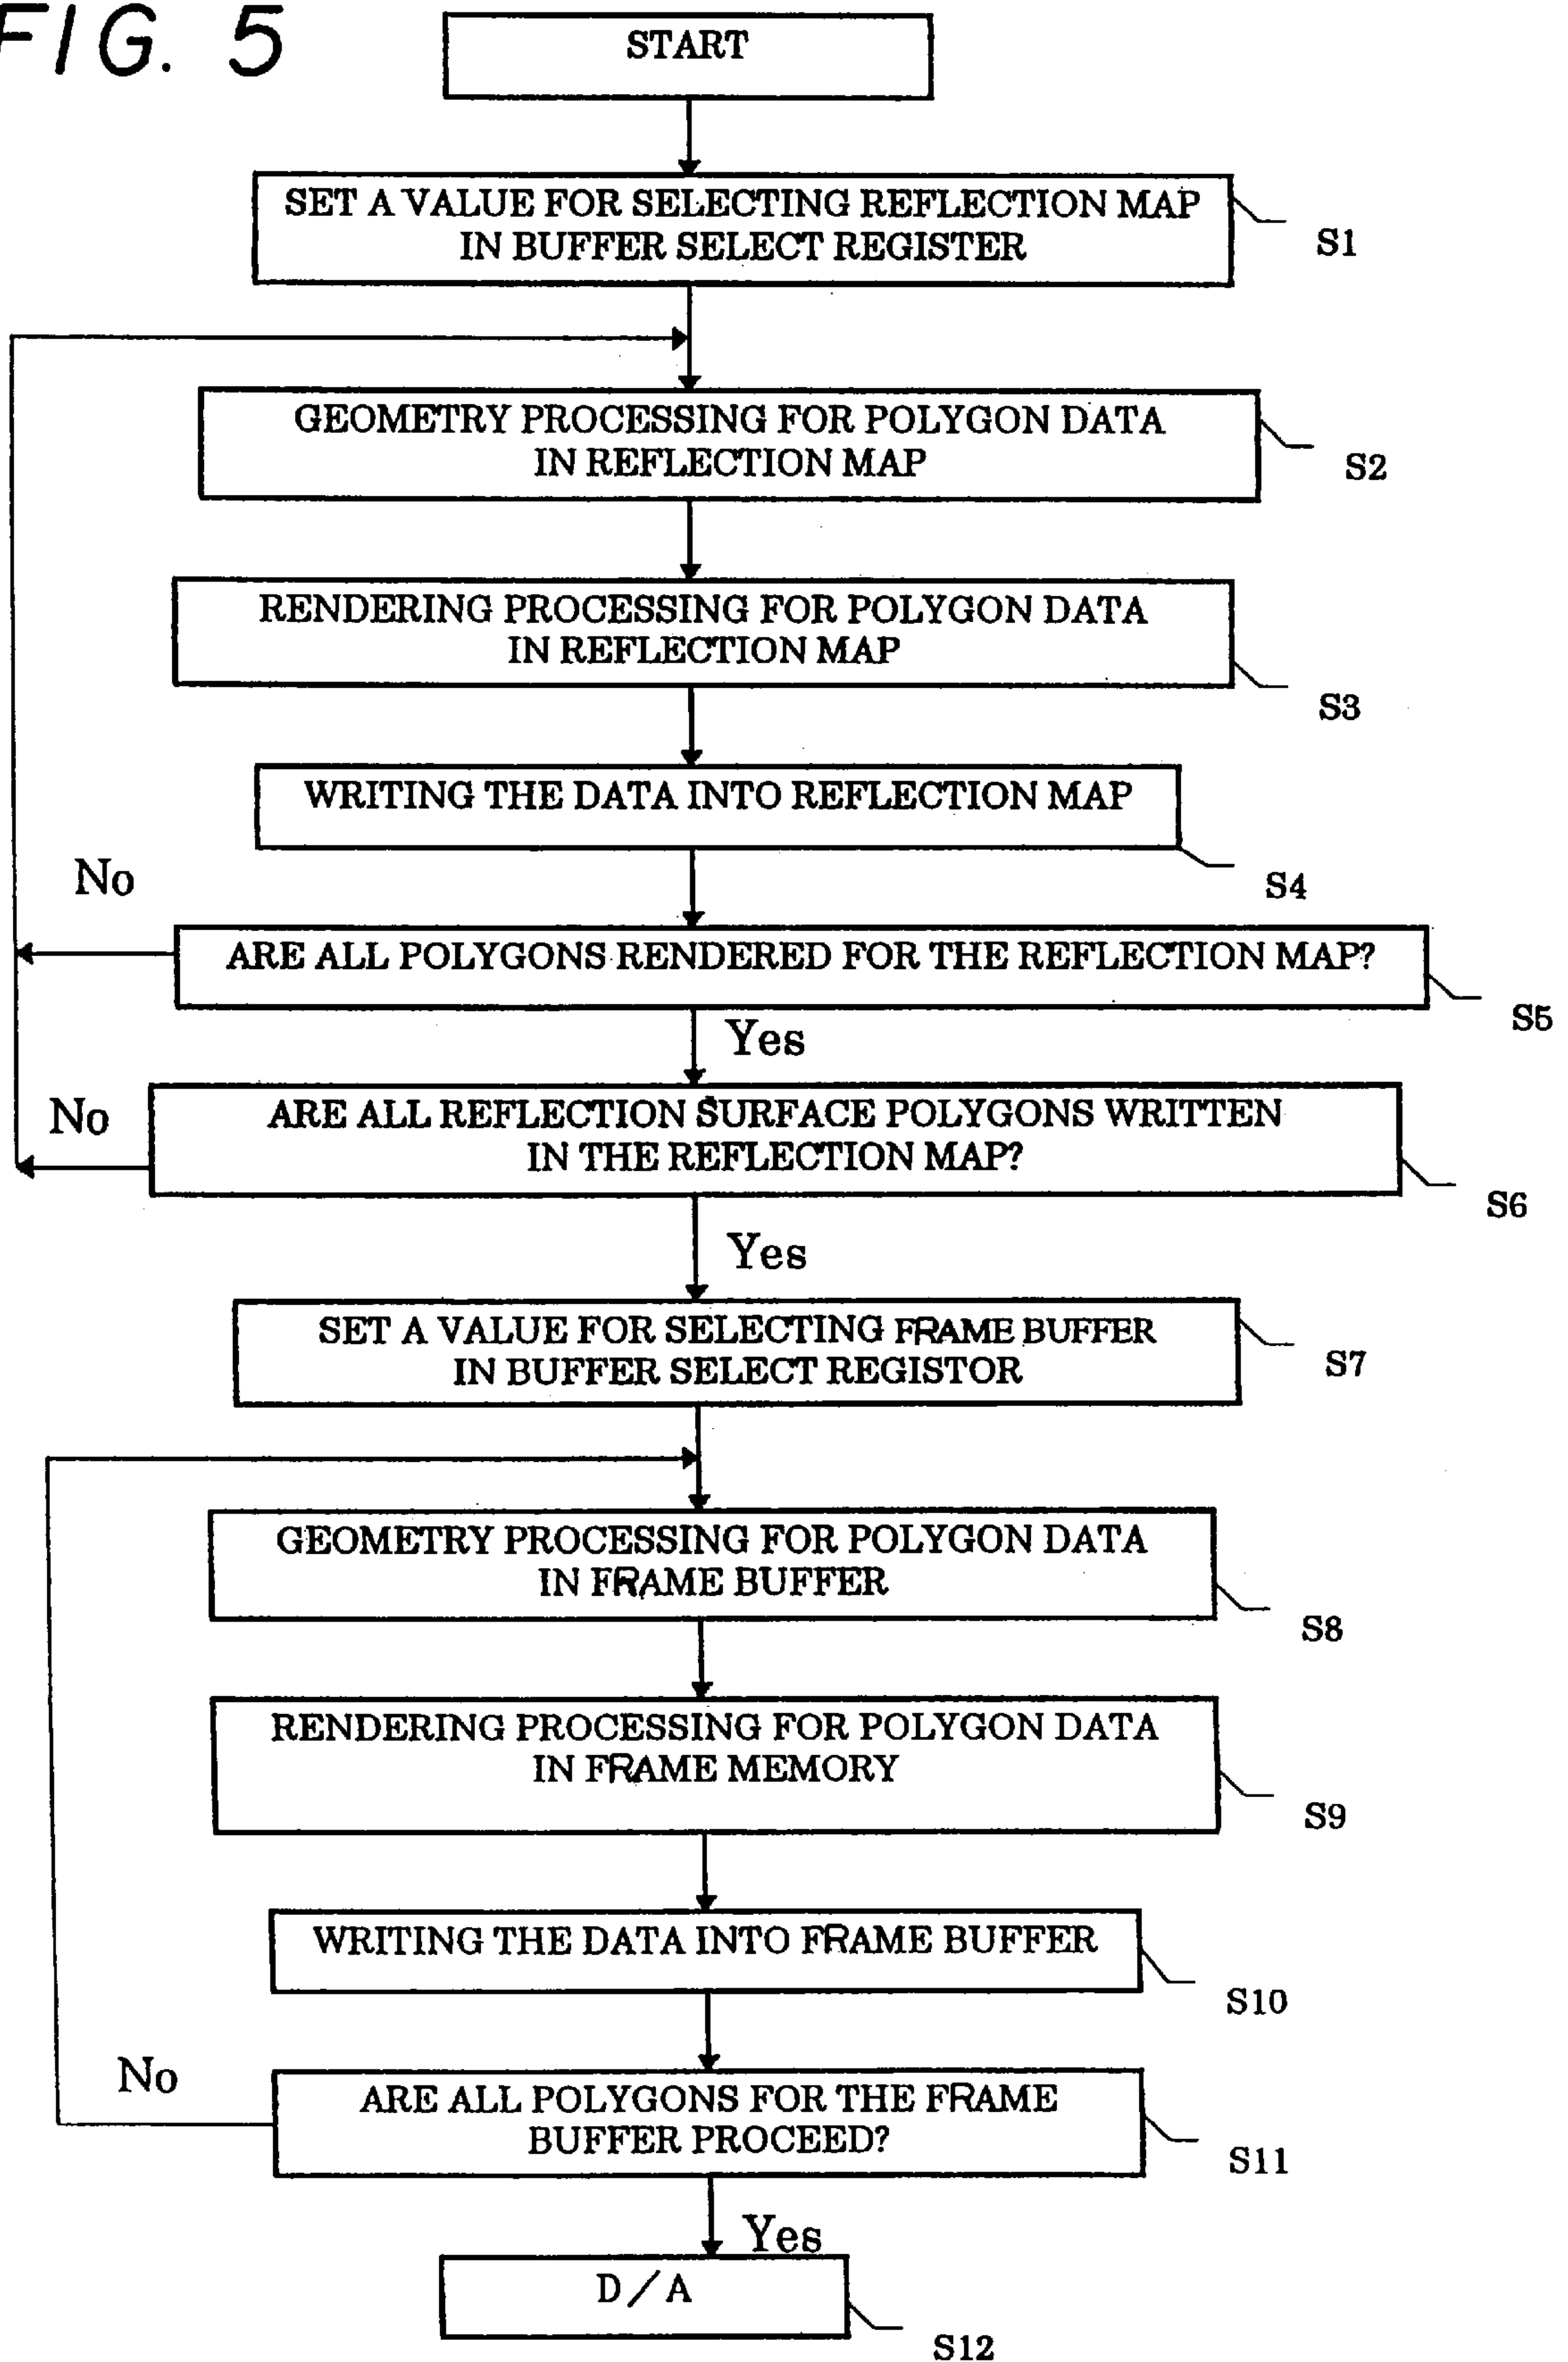 FIG. 5
START
SET A VALUE FOR SELECTING REFLECTION MAP
IN BUFFER SELECT REGISTER
S1
GEOMETRY PROCESSING FOR POLYGON DATA
IN REFLECTION MAP
S2
RENDERING PROCESSING FOR POLYGON DATA
IN REFLECTION MAP
S3
WRITING THE DATA INTO REFLECTION MAP
S4
No
ARE ALL POLYGONS RENDERED FOR THE REFLECTION MAP?
S5
Yes
No
ARE ALL REFLECTION SURFACE POLYGONS WRITTEN
IN THE REFLECTION MAP?
S6
Yes
SET A VALUE FOR SELECTING FRAME BUFFER
IN BUFFER SELECT REGISTOR
S7
GEOMETRY PROCESSING FOR POLYGON DATA
IN FRAME BUFFER
S8
RENDERING PROCESSING FOR POLYGON DATA
IN FRAME MEMORY
S9
WRITING THE DATA INTO FRAME BUFFER
S10
No
ARE ALL POLYGONS FOR THE FRAME
BUFFER PROCEED?
S11
Yes
D/A
S12